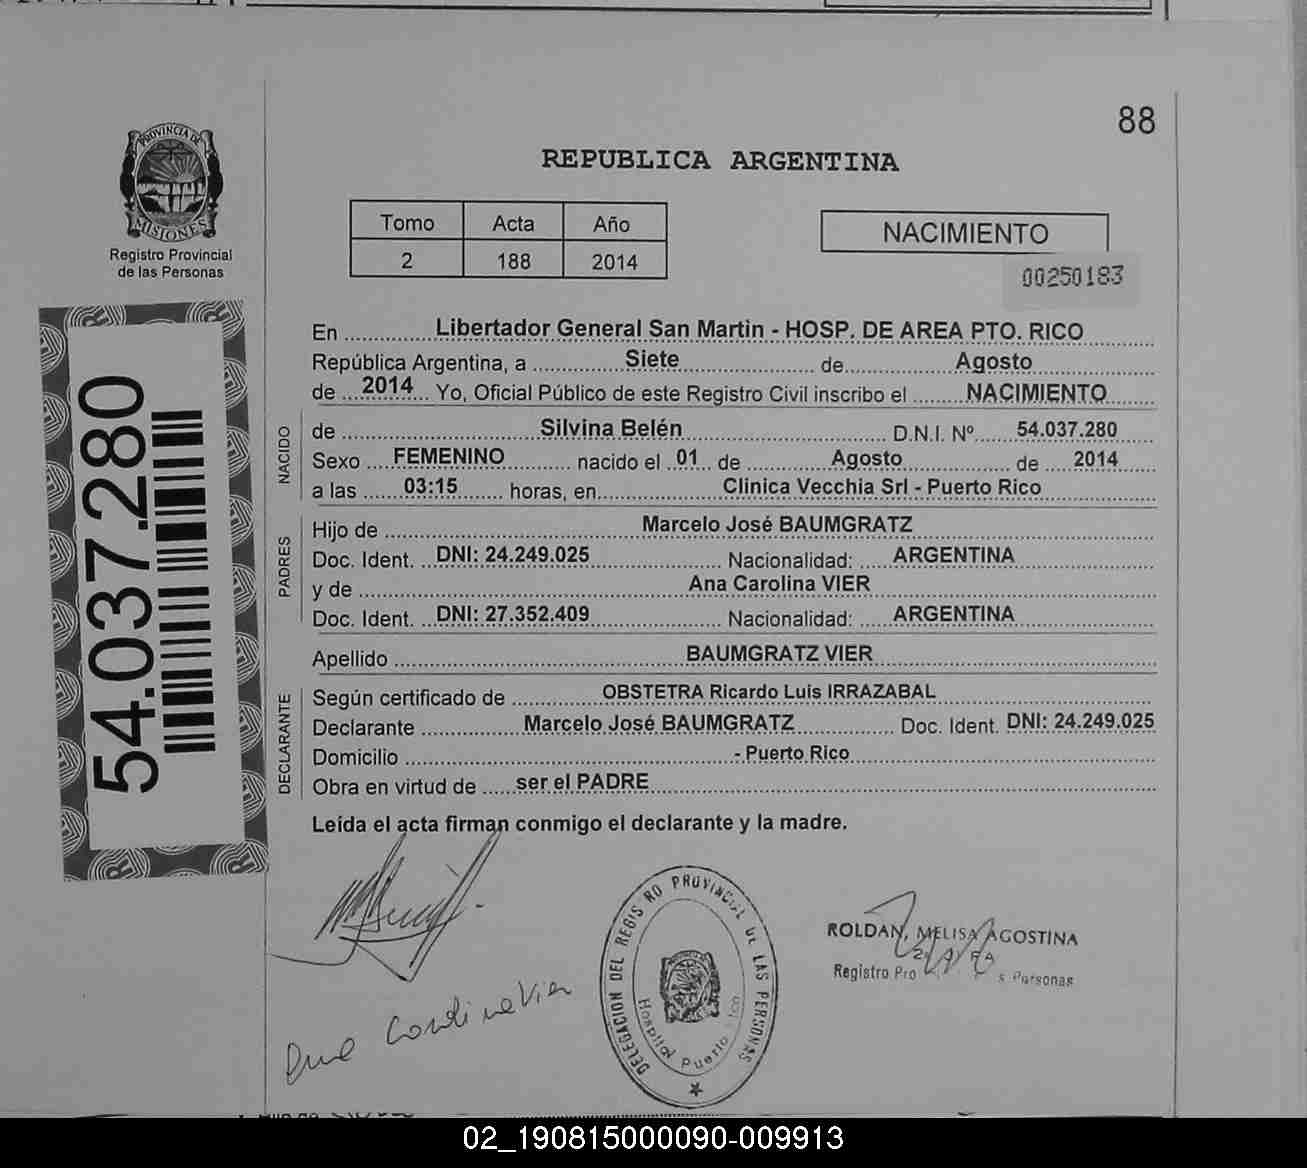 88
PROVINCIA DE
MISIONES
Registro Provincial
de las Personas
REPUBLICA ARGENTINA
Tomo Acta Año
2 188 2014
NACIMIENTO
00250183
54.037.280
En Libertador General San Martin - HOSP. DE AREA PTO. RICO
República Argentina, a Siete de Agosto
de 2014 Yo, Oficial Público de este Registro Civil inscribo el NACIMIENTO
NACIDO
de Silvina Belén D.N.I. Nº 54.037.280
Sexo FEMENINO nacido el 01 de Agosto de 2014
a las 03:15 horas, en Clinica Vecchia Srl - Puerto Rico
PADRES
Hijo de Marcelo José BAUMGRATZ
Doc. Ident. DNI: 24.249.025 Nacionalidad: ARGENTINA
y de Ana Carolina VIER
Doc. Ident. DNI: 27.352.409 Nacionalidad: ARGENTINA
Apellido BAUMGRATZ VIER
DECLARANTE
Según certificado de OBSTETRA Ricardo Luis IRRAZABAL
Declarante Marcelo José BAUMGRATZ Doc. Ident. DNI: 24.249.025
Domicilio - Puerto Rico
Obra en virtud de ser el PADRE
Leída el acta firman conmigo el declarante y la madre.
DELEGACION DEL REGISTRO PROVINCIAL DE LAS PERSONAS
Hospital Puerto Rico
ROLDAN, MELISA AGOSTINA
Registro Pro s Personas
Ana Carolina Vier
02_190815000090-009913